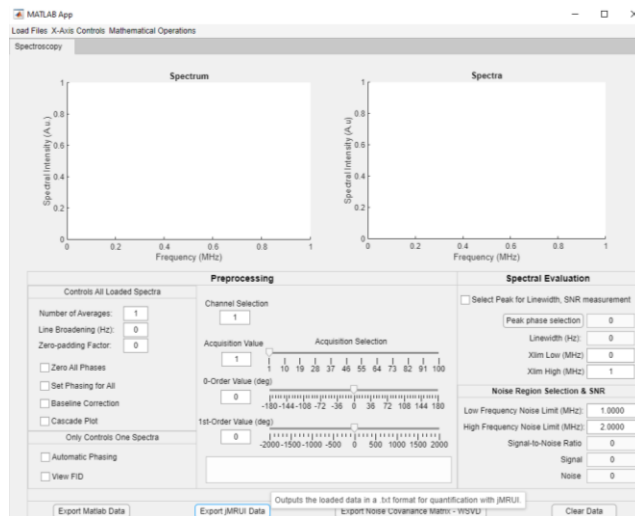 MATLAB App
Load Files X-Axis Controls Mathematical Operations
Spectroscopy
Spectrum
Spectral Intensity (A.u.)
1
0.8
0.6
0.4
0.2
0
0 0.2 0.4 0.6 0.8 1
Frequency (MHz)
Spectra
Spectral Intensity (A.u)
1
0.8
0.6
0.4
0.2
0
0 0.2 0.4 0.6 0.8 1
Frequency (MHz)
Preprocessing
Controls All Loaded Spectra
Number of Averages: 1
Line Broadening (Hz): 0
Zero-padding Factor: 0
Zero All Phases
Set Phasing for All
Baseline Correction
Cascade Plot
Only Controls One Spectra
Automatic Phasing
View FID
Channel Selection
1
Acquisition Value
1
Acquisition Selection
1 10 19 28 37 46 55 64 73 82 91 100
0-Order Value (deg)
0
-180 -144 -108 -72 -36 0 36 72 108 144 180
1st-Order Value (deg)
0
-2000 -1500 -1000 -500 0 500 1000 1500 2000
Spectral Evaluation
Select Peak for Linewidth, SNR measurement
Peak phase selection 0
Linewidth (Hz): 0
Xlim Low (MHz) 0
Xlim High (MHz) 1
Noise Region Selection & SNR
Low Frequency Noise Limit (MHz): 1.0000
High Frequency Noise Limit (MHz): 2.0000
Signal-to-Noise Ratio 0
Signal 0
Noise 0
Outputs the loaded data in a .txt format for quantification with jMRUI.
Export Matlab Data
Export jMRUI Data
Export Noise Covariance Matrix - WSVD
Clear Data